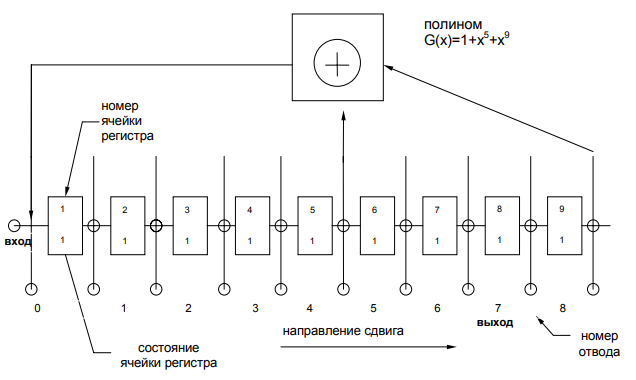 полином
G(x)=1+x⁵+x⁹
номер
ячейки
регистра
1 2 3 4 5 6 7 8 9
1 1 1 1 1 1 1 1 1
вход
0 1 2 3 4 5 6 7 8
выход
направление сдвига
состояние
ячейки регистра
номер
отвода